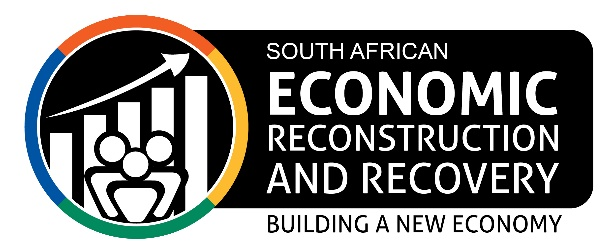 SOUTH AFRICAN
ECONOMIC
RECONSTRUCTION
AND RECOVERY
BUILDING A NEW ECONOMY